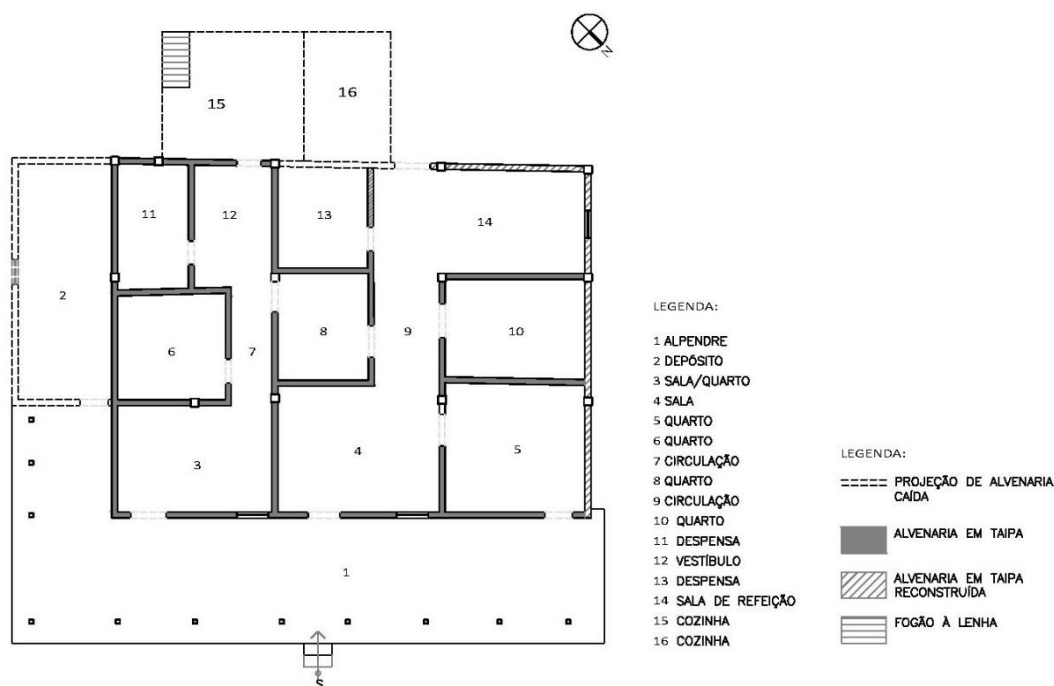 N
15
16
11
12
13
14
2
6
7
8
9
10
3
4
5
1
S
LEGENDA:
1 ALPENDRE
2 DEPÓSITO
3 SALA/QUARTO
4 SALA
5 QUARTO
6 QUARTO
7 CIRCULAÇÃO
8 QUARTO
9 CIRCULAÇÃO
10 QUARTO
11 DESPENSA
12 VESTÍBULO
13 DESPENSA
14 SALA DE REFEIÇÃO
15 COZINHA
16 COZINHA
LEGENDA:
PROJEÇÃO DE ALVENARIA
CAÍDA
ALVENARIA EM TAIPA
ALVENARIA EM TAIPA
RECONSTRUÍDA
FOGÃO À LENHA